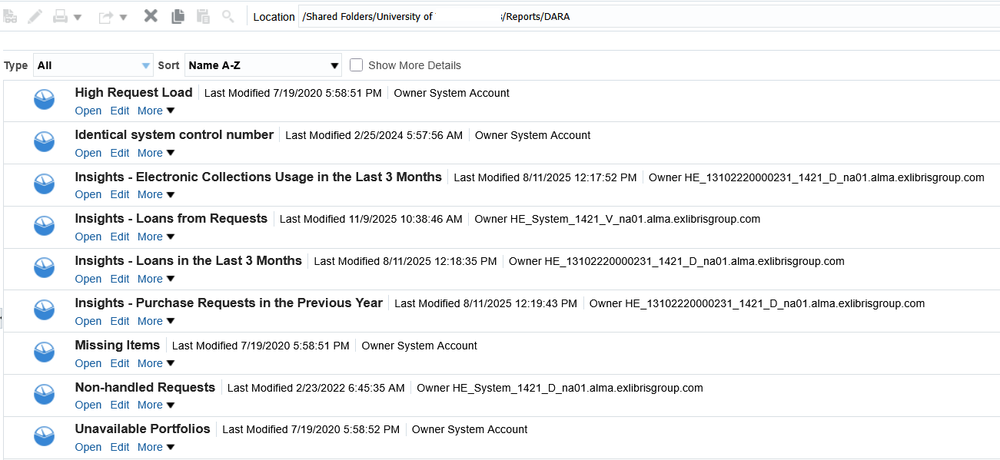 Location /Shared Folders/University of s/Reports/DARA
Type All Sort Name A-Z Show More Details
High Request Load Last Modified 7/19/2020 5:58:51 PM Owner System Account
Open Edit More
Identical system control number Last Modified 2/25/2024 5:57:56 AM Owner System Account
Open Edit More
Insights - Electronic Collections Usage in the Last 3 Months Last Modified 8/11/2025 12:17:52 PM Owner HE_13102220000231_1421_D_na01.alma.exlibrisgroup.com
Open Edit More
Insights - Loans from Requests Last Modified 11/9/2025 10:38:46 AM Owner HE_System_1421_V_na01.alma.exlibrisgroup.com
Open Edit More
Insights - Loans in the Last 3 Months Last Modified 8/11/2025 12:18:35 PM Owner HE_13102220000231_1421_D_na01.alma.exlibrisgroup.com
Open Edit More
Insights - Purchase Requests in the Previous Year Last Modified 8/11/2025 12:19:43 PM Owner HE_13102220000231_1421_D_na01.alma.exlibrisgroup.com
Open Edit More
Missing Items Last Modified 7/19/2020 5:58:51 PM Owner System Account
Open Edit More
Non-handled Requests Last Modified 2/23/2022 6:45:35 AM Owner HE_System_1421_D_na01.alma.exlibrisgroup.com
Open Edit More
Unavailable Portfolios Last Modified 7/19/2020 5:58:52 PM Owner System Account
Open Edit More